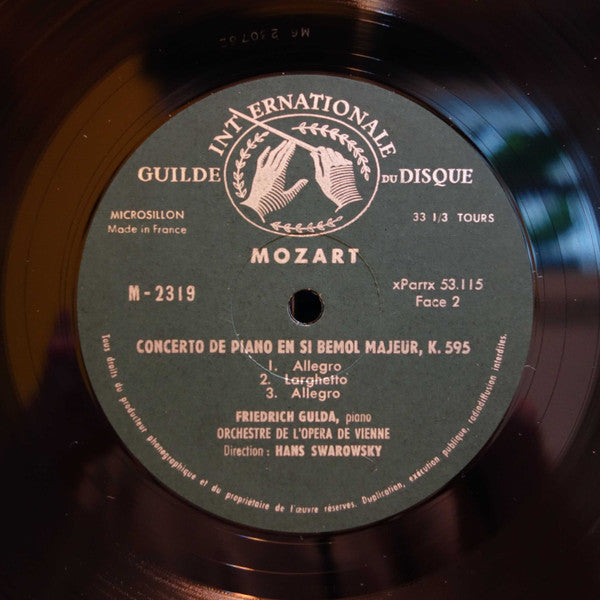 MG 2307 B2
GUILDE INTERNATIONALE DU DISQUE
MICROSILLON
Made in France
33 1/3 TOURS
MOZART
M-2319
xPartx 53.115
Face 2
CONCERTO DE PIANO EN SI BEMOL MAJEUR, K. 595
1. Allegro
2. Larghetto
3. Allegro
FRIEDRICH GULDA, piano
ORCHESTRE DE L'OPERA DE VIENNE
Direction : HANS SWAROWSKY
Tous droits du producteur phonographique et du propriétaire de l'œuvre réservés. Duplication, exécution publique, radiodiffusion interdites.